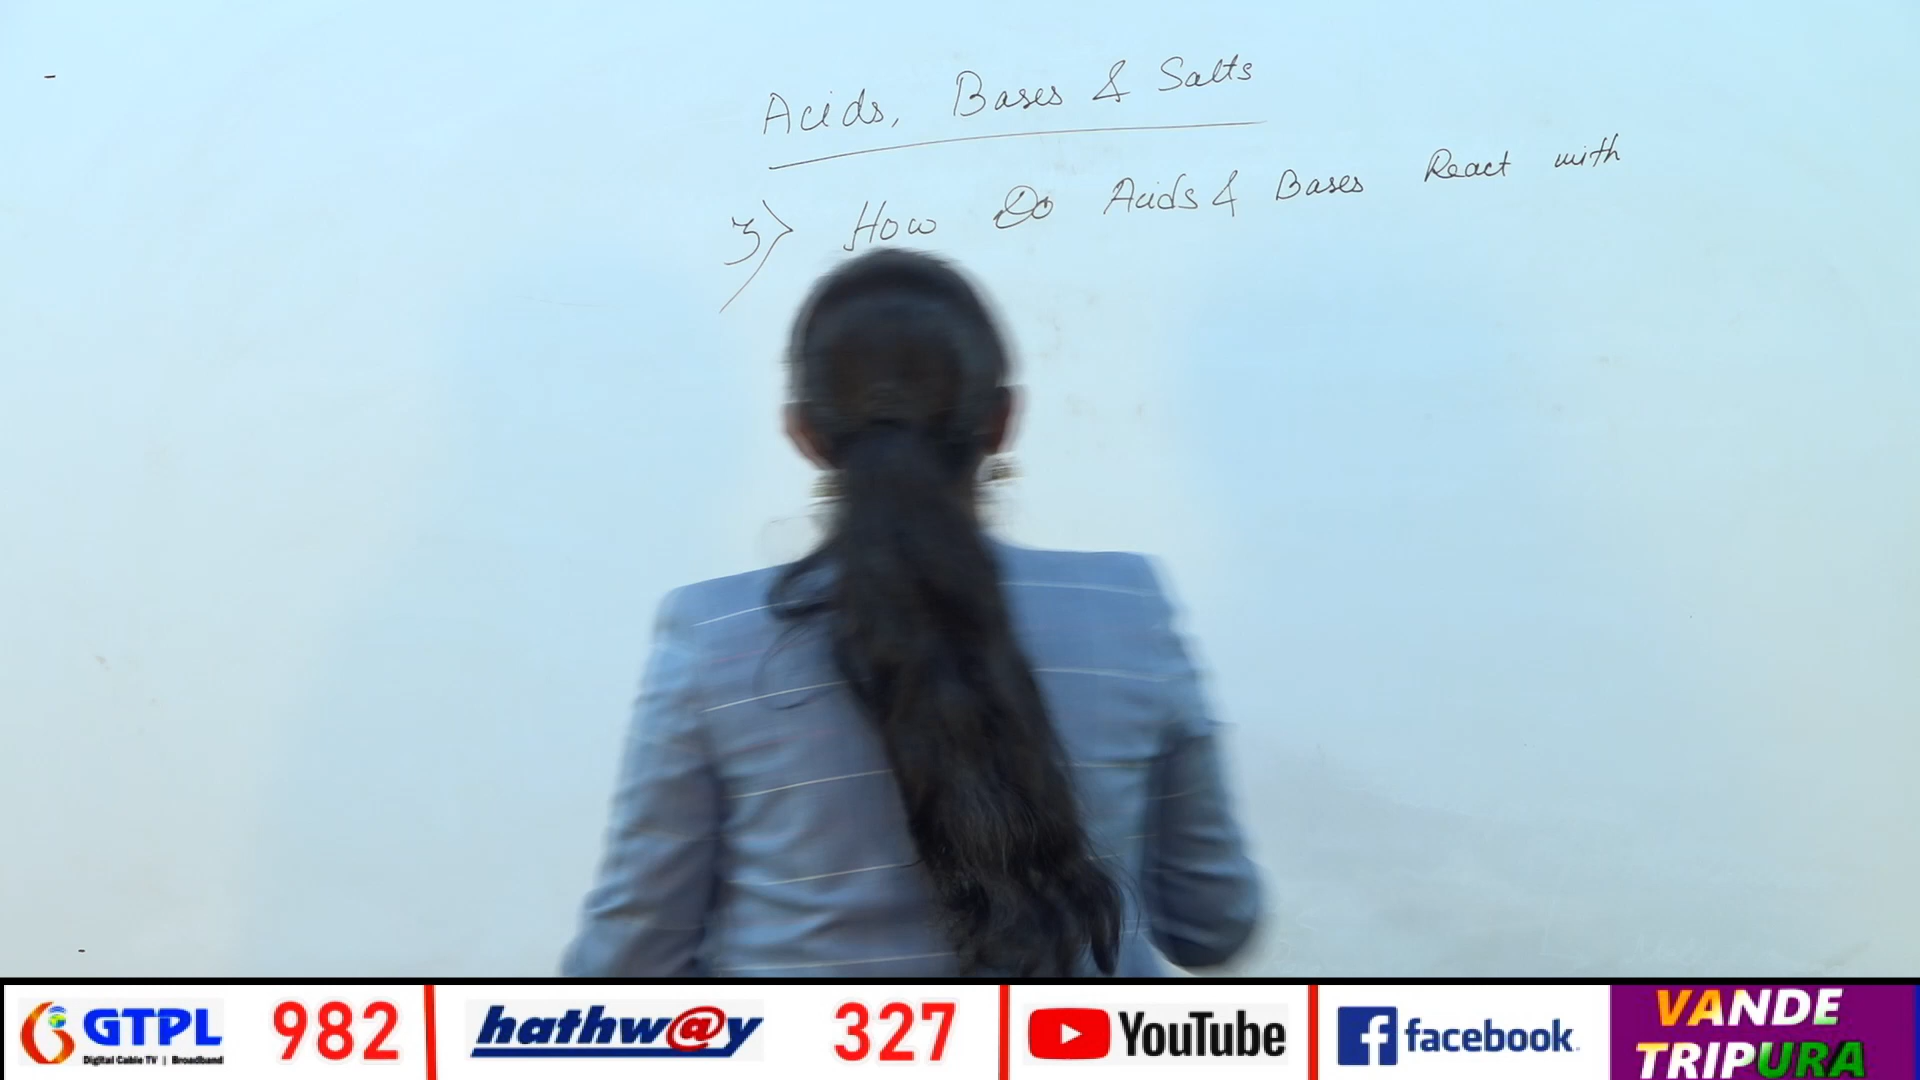 Acids, Bases & Salts
3) How Do Acids & Bases React with
GTPL
Digital Cable TV | Broadband
982
hathw@y
327
YouTube
facebook
VANDE
TRIPURA